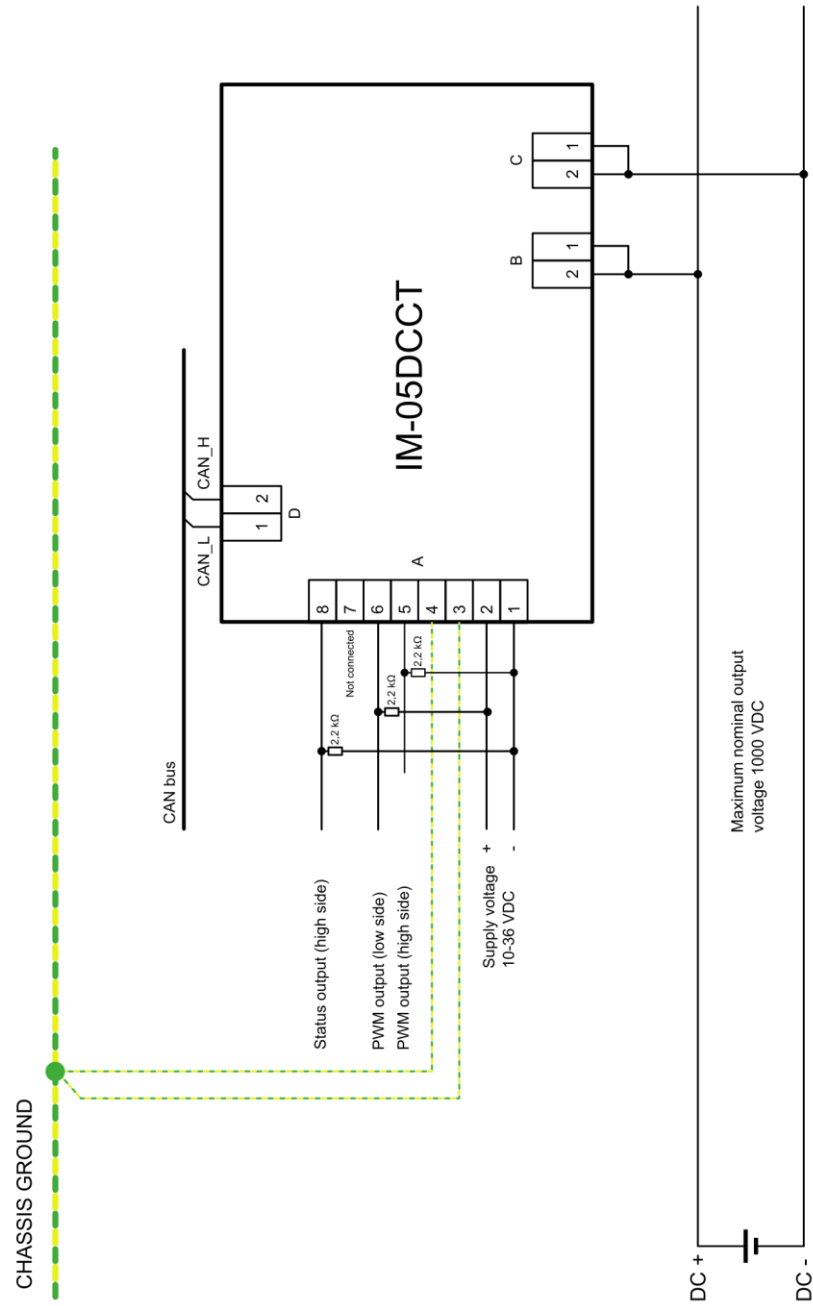 CHASSIS GROUND
CAN bus
CAN_L
CAN_H
1
2
D
IM-05DCCT
A
8
7
6
5
4
3
2
1
Not connected
2,2 kΩ
2,2 kΩ
2,2 kΩ
Status output (high side)
PWM output (low side)
PWM output (high side)
Supply voltage +
10-36 VDC -
B
2
1
C
2
1
Maximum nominal output
voltage 1000 VDC
DC +
DC -